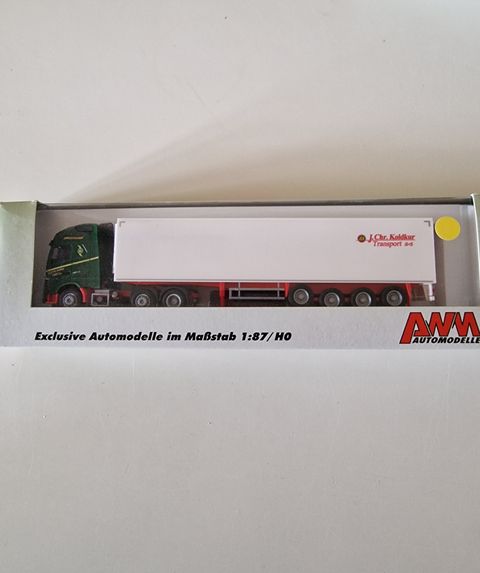 J.Chr. Koldkur
Transport a-s
Exclusive Automodelle im Maßstab 1:87/H0
AWM
AUTOMODELLE